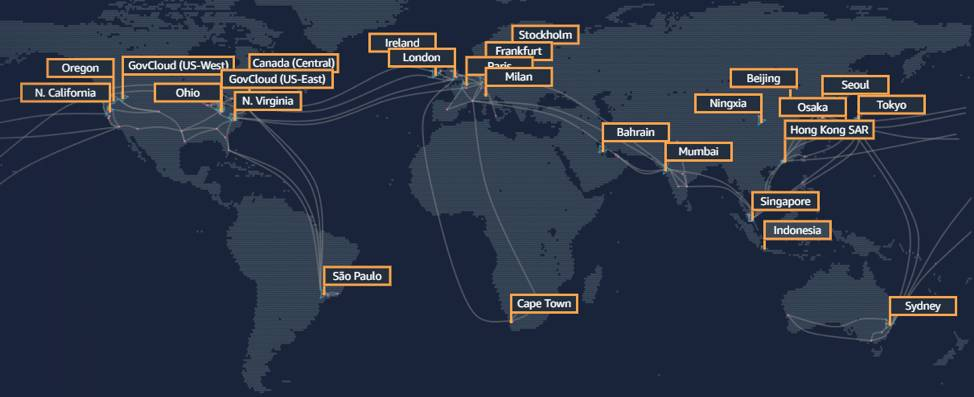 Stockholm
Ireland
Frankfurt
London
Canada (Central)
GovCloud (US-West)
Paris
Oregon
Milan
GovCloud (US-East)
Beijing
Seoul
N. California
Ohio
N. Virginia
Ningxia
Osaka
Tokyo
Hong Kong SAR
Bahrain
Mumbai
Singapore
Indonesia
São Paulo
Cape Town
Sydney